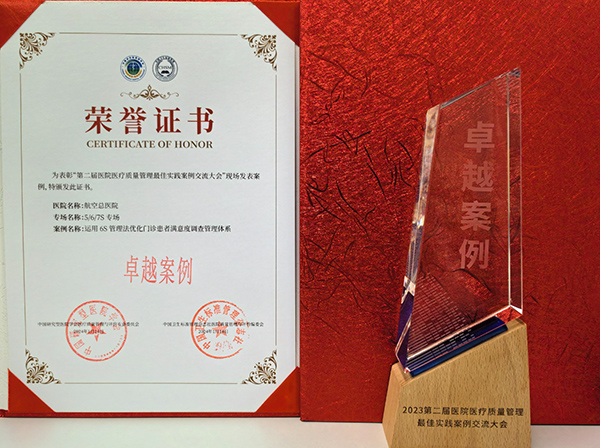 荣誉证书
CERTIFICATE OF HONOR
为表彰“第二届医院医疗质量管理最佳实践案例交流大会”现场发表案
例,特颁发此证书。
医院名称:航空总医院
专场名称:5/6/7S 专场
案例名称:运用 6S 管理法优化门诊患者满意度调查管理体系
卓越案例
卓越案例
2023第二届医院医疗质量管理
最佳实践案例交流大会